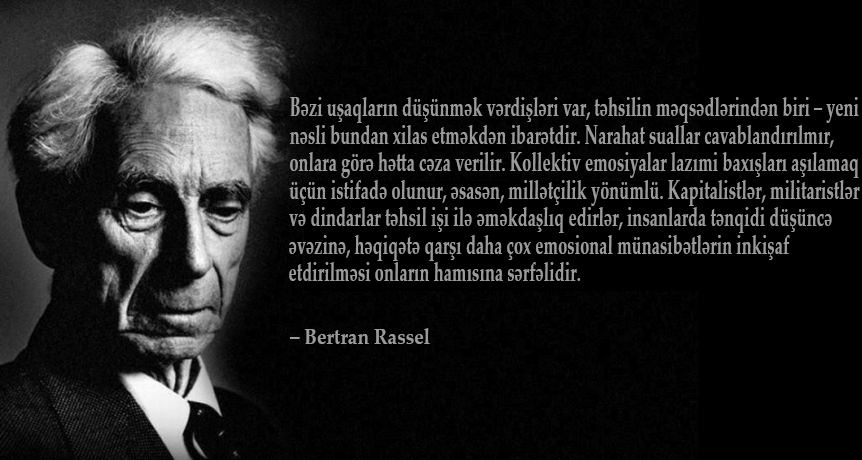 Bəzi uşaqların düşünmək vərdişləri var, təhsilin məqsədlərindən biri – yeni
nəsli bundan xilas etməkdən ibarətdir. Narahat suallar cavablandırılmır,
onlara görə hətta cəza verilir. Kollektiv emosiyalar lazımi baxışları aşılamaq
üçün istifadə olunur, əsasən, millətçilik yönümlü. Kapitalistlər, militaristlər
və dindarlar təhsil işi ilə əməkdaşlıq edirlər, insanlarda tənqidi düşüncə
əvəzinə, həqiqətə qarşı daha çox emosional münasibətlərin inkişaf
etdirilməsi onların hamısına sərfəlidir.
– Bertran Rassel